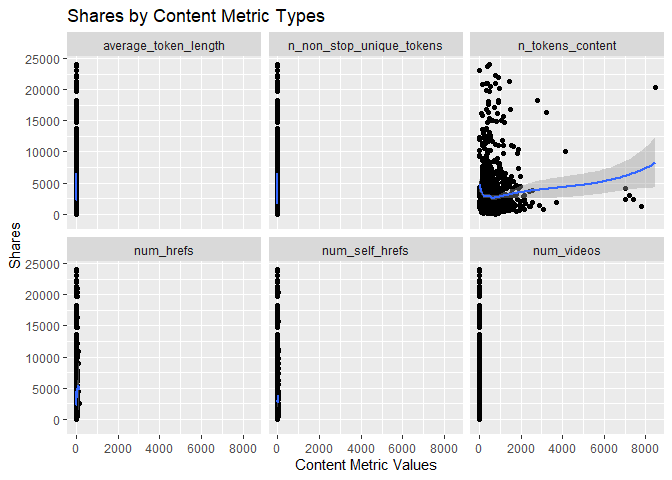 Shares by Content Metric Types
average_token_length n_non_stop_unique_tokens n_tokens_content
25000
20000
15000
10000
5000
0
num_hrefs num_self_hrefs num_videos
25000
20000
15000
10000
5000
0
Shares
0 2000 4000 6000 8000 0 2000 4000 6000 8000 0 2000 4000 6000 8000
Content Metric Values